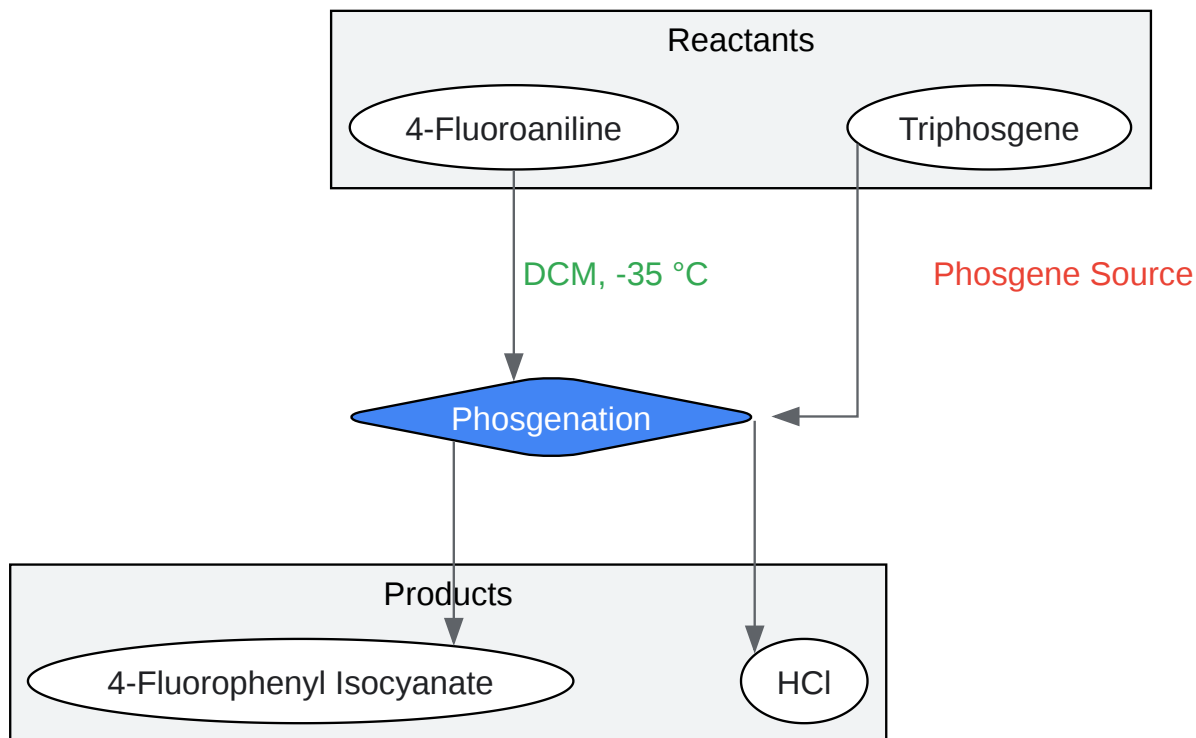 Reactants
4-Fluoroaniline
Triphosgene
DCM, -35 °C
Phosgene Source
Phosgenation
Products
4-Fluorophenyl Isocyanate
HCl